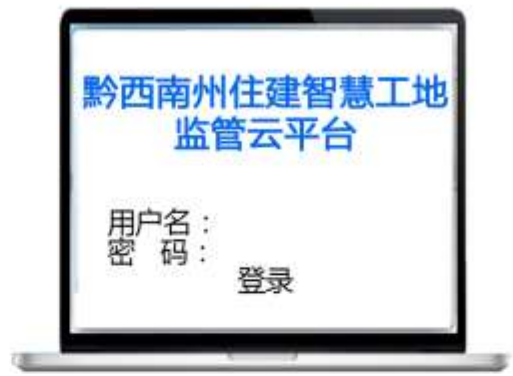 黔西南州住建智慧工地
监管云平台
用户名：
密 码：
登录